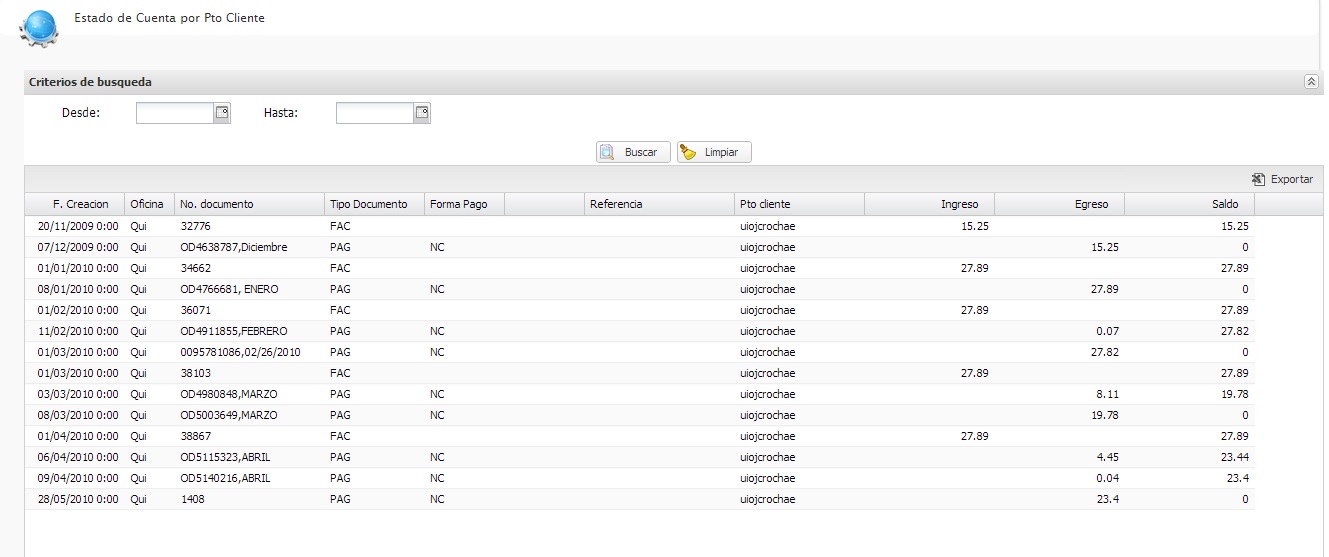 Estado de Cuenta por Pto Cliente
Criterios de busqueda
Desde: Hasta:
Buscar Limpiar
Exportar
F. Creacion Oficina No. documento Tipo Documento Forma Pago Referencia Pto cliente Ingreso Egreso Saldo
20/11/2009 0:00 Qui 32776 FAC uiojcrochae 15.25 15.25
07/12/2009 0:00 Qui OD4638787,Diciembre PAG NC uiojcrochae 15.25 0
01/01/2010 0:00 Qui 34662 FAC uiojcrochae 27.89 27.89
08/01/2010 0:00 Qui OD4766681, ENERO PAG NC uiojcrochae 27.89 0
01/02/2010 0:00 Qui 36071 FAC uiojcrochae 27.89 27.89
11/02/2010 0:00 Qui OD4911855,FEBRERO PAG NC uiojcrochae 0.07 27.82
01/03/2010 0:00 Qui 0095781086,02/26/2010 PAG NC uiojcrochae 27.82 0
01/03/2010 0:00 Qui 38103 FAC uiojcrochae 27.89 27.89
03/03/2010 0:00 Qui OD4980848,MARZO PAG NC uiojcrochae 8.11 19.78
08/03/2010 0:00 Qui OD5003649,MARZO PAG NC uiojcrochae 19.78 0
01/04/2010 0:00 Qui 38867 FAC uiojcrochae 27.89 27.89
06/04/2010 0:00 Qui OD5115323,ABRIL PAG NC uiojcrochae 4.45 23.44
09/04/2010 0:00 Qui OD5140216,ABRIL PAG NC uiojcrochae 0.04 23.4
28/05/2010 0:00 Qui 1408 PAG NC uiojcrochae 23.4 0